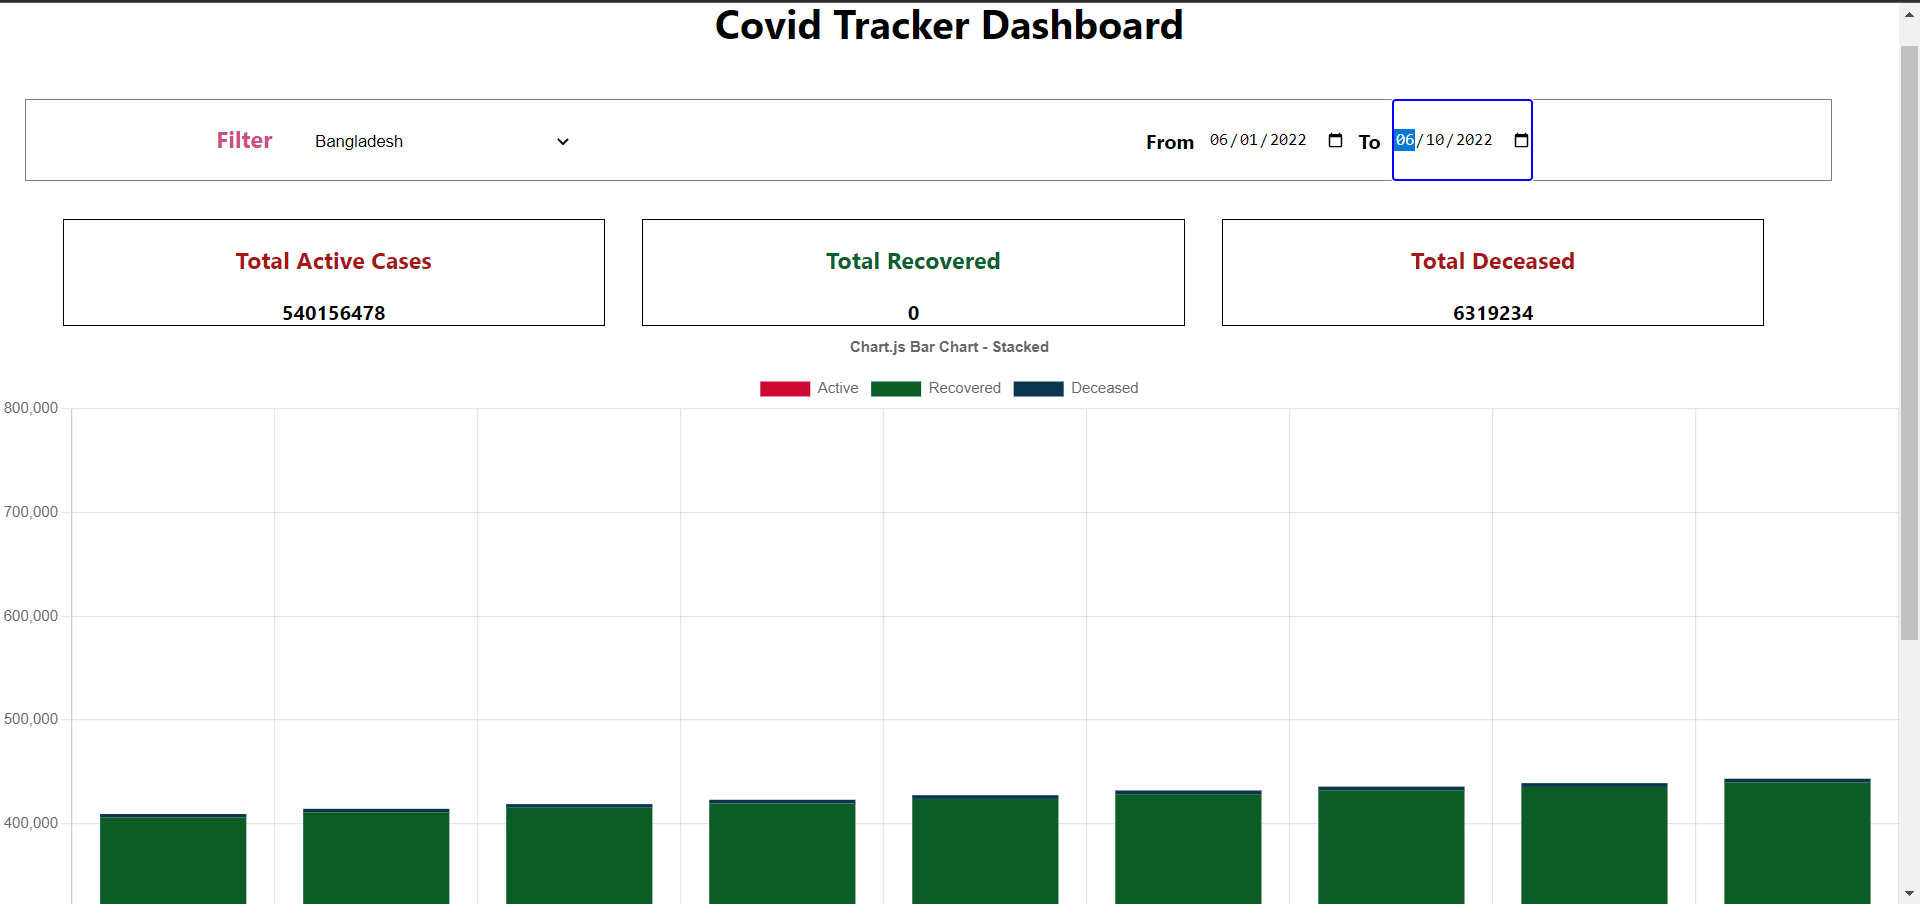 Covid Tracker Dashboard
Filter Bangladesh From 06/01/2022 To 06/10/2022
Total Active Cases Total Recovered Total Deceased
540156478 0 6319234
Chart.js Bar Chart - Stacked
Active Recovered Deceased
800,000
700,000
600,000
500,000
400,000